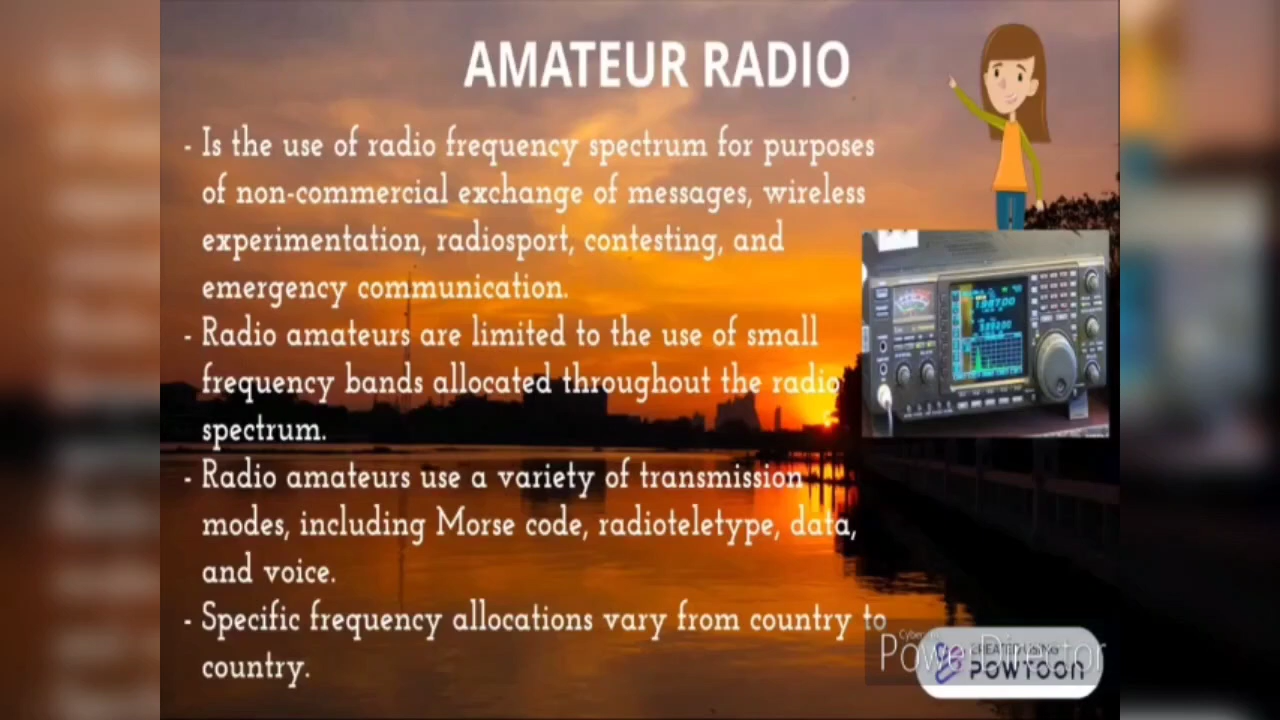 AMATEUR RADIO
- Is the use of radio frequency spectrum for purposes
of non-commercial exchange of messages, wireless
experimentation, radiosport, contesting, and
emergency communication.
- Radio amateurs are limited to the use of small
frequency bands allocated throughout the radio
spectrum.
- Radio amateurs use a variety of transmission
modes, including Morse code, radioteletype, data,
and voice.
- Specific frequency allocations vary from country to
country.
PowerDirector
CREATED USING
POWTOON